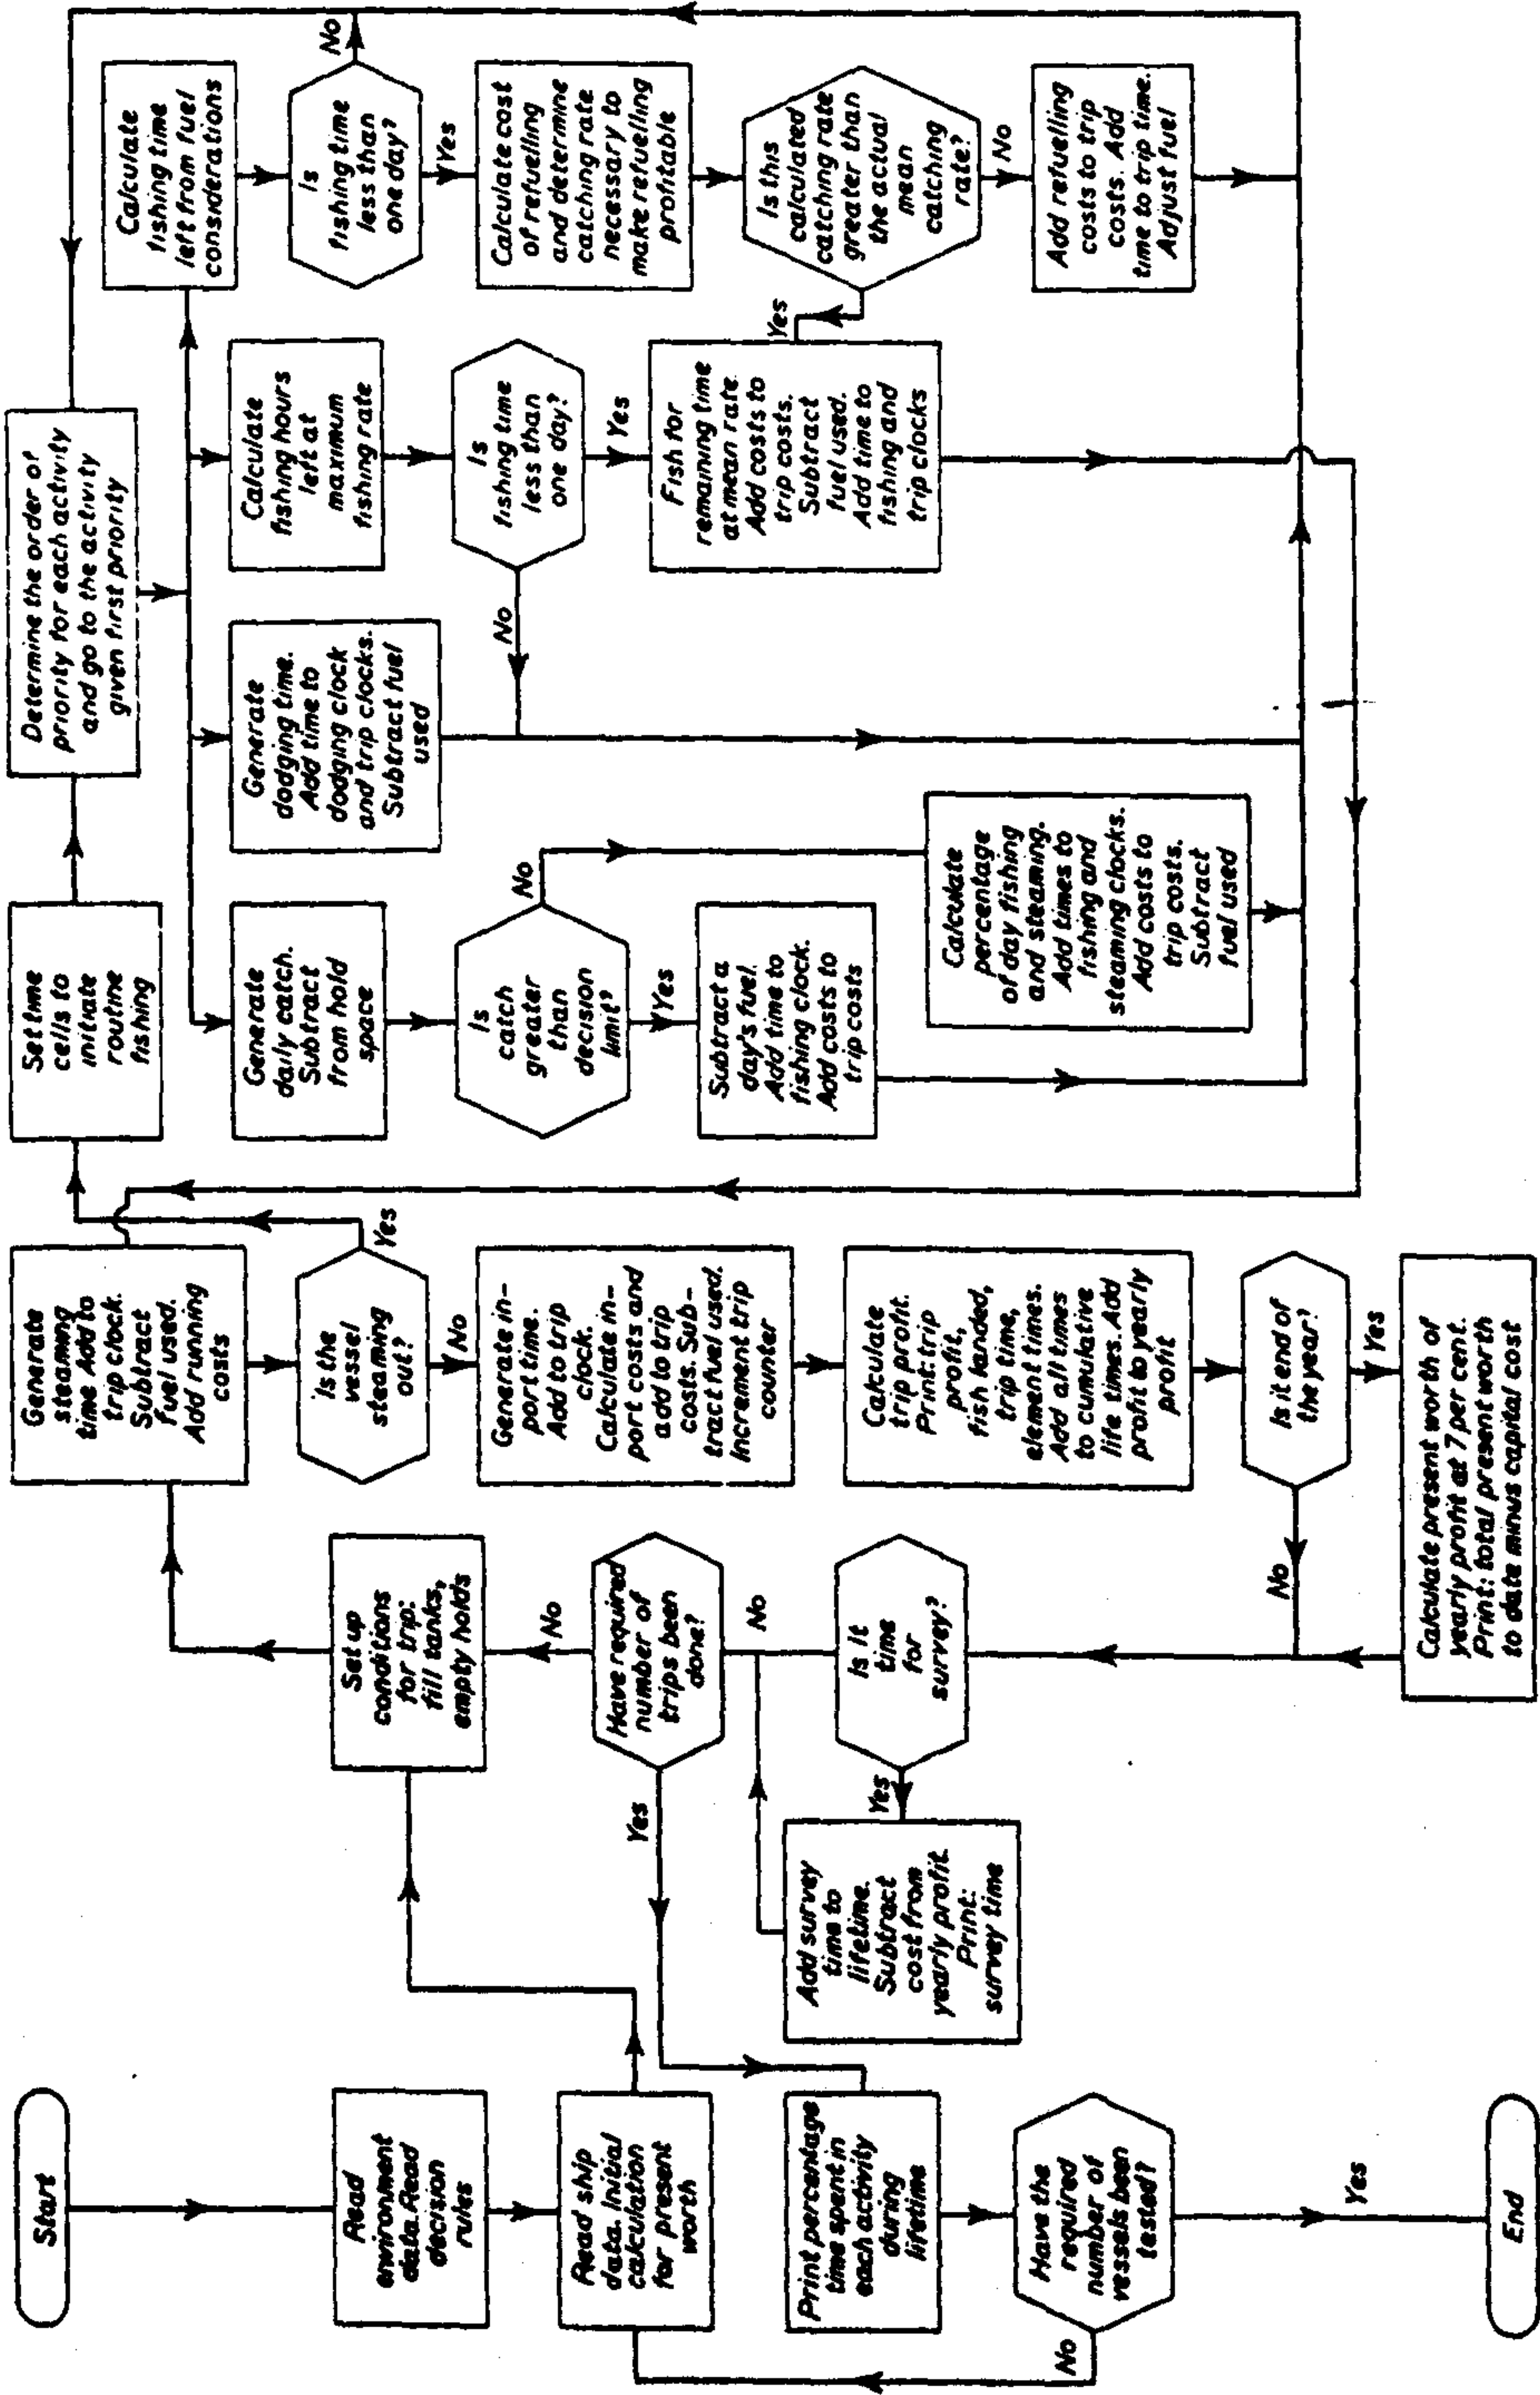 Start
Read
environment
data. Read
decision
rules
Read ship
data. Initial
calculation
for present
worth
Print percentage
time spent in
each activity
during
lifetime
Have the
required
number of
vessels been
tested?
No
Yes
End
Set up
conditions
for trip:
fill tanks,
empty holds
No
Have required
number of
trips been
done?
Yes
No
Is it
time
for
survey?
Yes
Add survey
time to
lifetime.
Subtract
cost from
yearly profit.
Print:
survey time
Generate
steaming
time Add to
trip clock.
Subtract
fuel used.
Add running
costs
Is the
vessel
steaming
out?
Yes
No
Generate in-
port time.
Add to trip
clock.
Calculate in-
port costs and
add to trip
costs. Sub-
tract fuel used.
Increment trip
counter
Calculate
trip profit.
Print: trip
profit,
fish landed,
trip time,
element times.
Add all times
to cumulative
life times. Add
profit to yearly
profit
Is it end of
the year?
No
Yes
Calculate present worth of
yearly profit at 7 per cent.
Print: total present worth
to date minus capital cost
Set time
cells to
initiate
routine
fishing
Determine the order of
priority for each activity
and go to the activity
given first priority
Generate
daily catch.
Subtract
from hold
space
Is
catch
greater
than
decision
limit?
No
Yes
Subtract a
day's fuel.
Add time to
fishing clock.
Add costs to
trip costs
Calculate
percentage
of day fishing
and steaming.
Add times to
fishing and
steaming clocks.
Add costs to
trip costs.
Subtract
fuel used
Generate
dodging time.
Add time to
dodging clock
and trip clocks.
Subtract fuel
used
Calculate
fishing hours
left at
maximum
fishing rate
Is
fishing time
less than
one day?
No
Yes
Fish for
remaining time
at mean rate
Add costs to
trip costs.
Subtract
fuel used.
Add time to
fishing and
trip clocks
Calculate
fishing time
left from fuel
considerations
Is
fishing time
less than
one day?
No
Yes
Calculate cost
of refuelling
and determine
catching rate
necessary to
make refuelling
profitable
Is this
calculated
catching rate
greater than
the actual
mean
catching
rate?
Yes
No
Add refuelling
costs to trip
costs. Add
time to trip time.
Adjust fuel